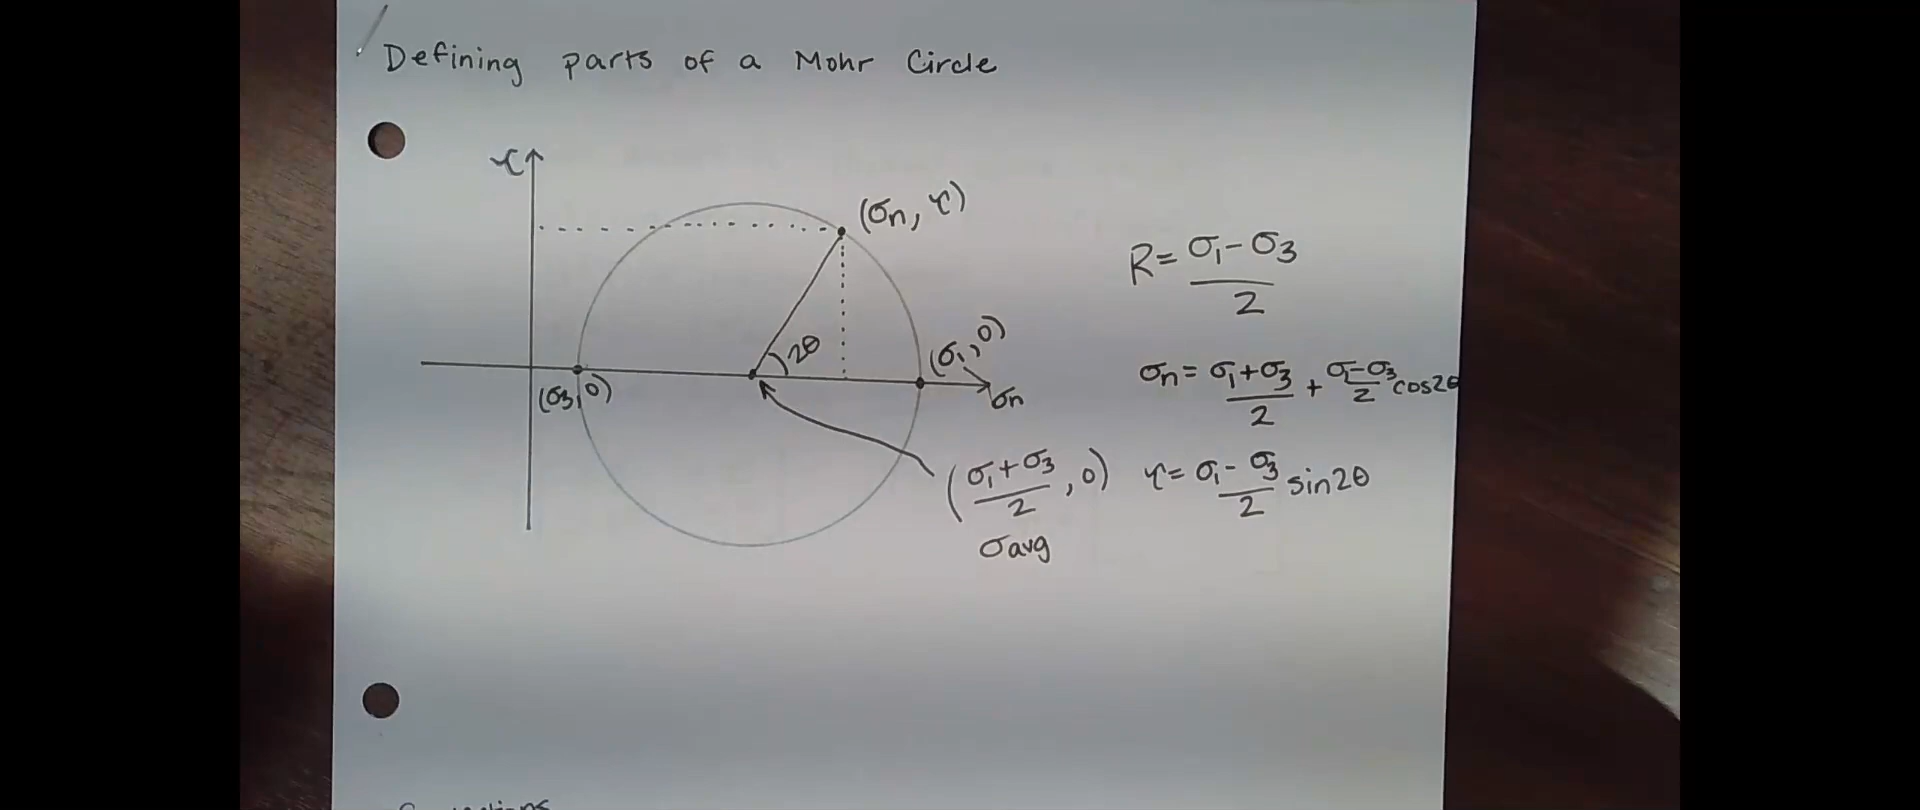 Defining parts of a Mohr Circle
τ
(σn, τ)
R = σ1 - σ3 / 2
2θ
(σ1, 0)
(σ3, 0)
σn
σn = σ1 + σ3 / 2 + σ1 - σ3 / 2 cos2θ
(σ1 + σ3 / 2, 0)
τ = σ1 - σ3 / 2 sin2θ
σavg